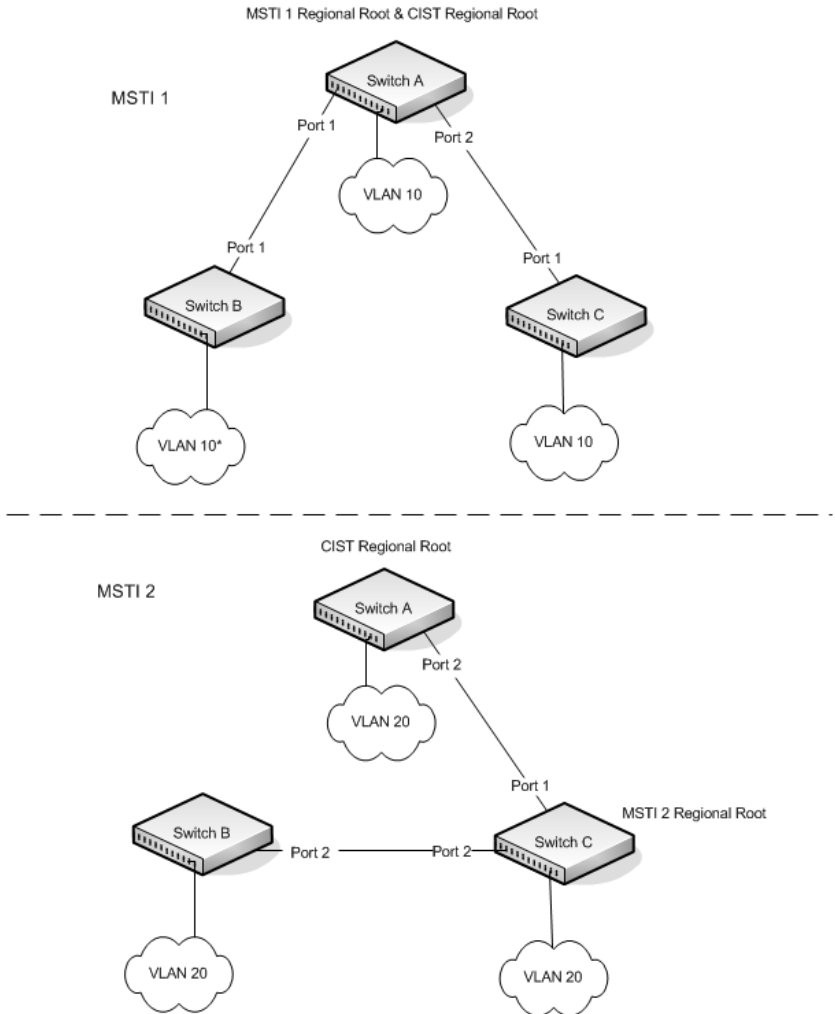 MSTI 1 Regional Root & CIST Regional Root
Switch A
MSTI 1
Port 1
Port 2
VLAN 10
Port 1
Port 1
Switch B
Switch C
VLAN 10*
VLAN 10
CIST Regional Root
MSTI 2
Switch A
Port 2
VLAN 20
Port 1
MSTI 2 Regional Root
Switch B
Switch C
Port 2
Port 2
VLAN 20
VLAN 20